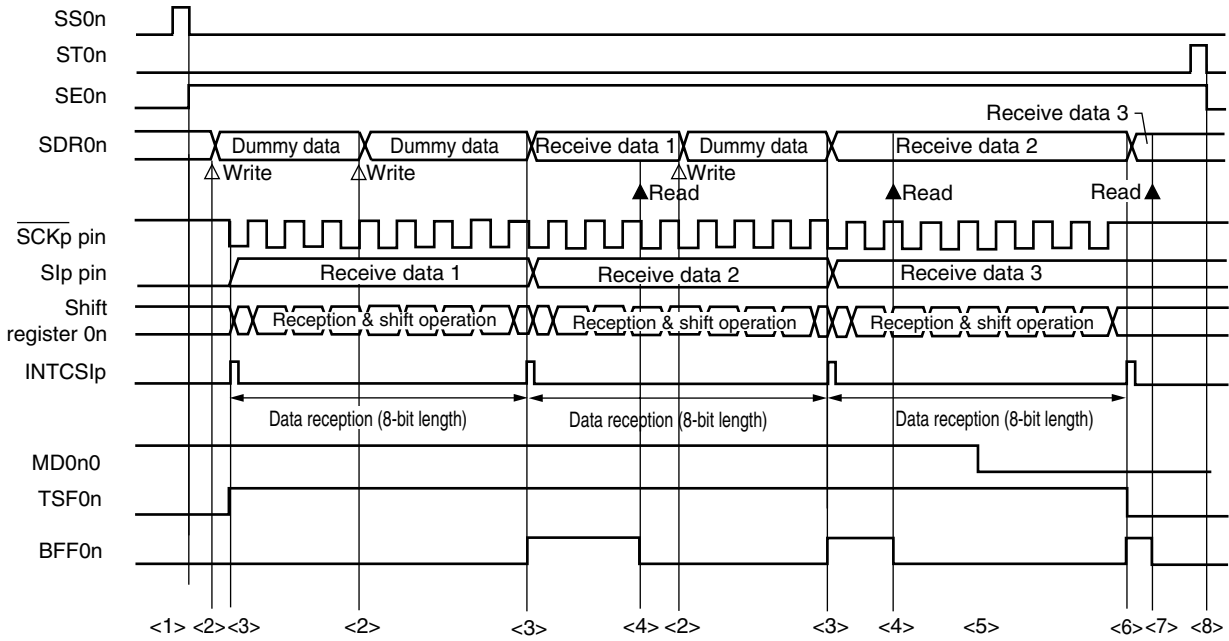 SS0n
ST0n
SE0n
Receive data 3
SDR0n Dummy data Dummy data Receive data 1 Dummy data Receive data 2
Write Write Write
Read Read Read
SCKp pin
SIp pin Receive data 1 Receive data 2 Receive data 3
Shift
register 0n Reception & shift operation Reception & shift operation Reception & shift operation
INTCSIp
Data reception (8-bit length) Data reception (8-bit length) Data reception (8-bit length)
MD0n0
TSF0n
BFF0n
<1> <2> <3> <2> <3> <4> <2> <3> <4> <5> <6> <7> <8>